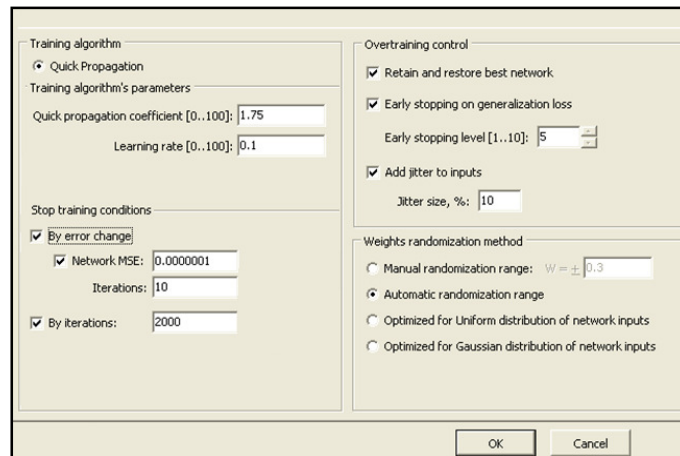 Training algorithm
Quick Propagation
Training algorithm's parameters
Quick propagation coefficient [0..100]: 1.75
Learning rate [0..100]: 0.1
Stop training conditions
By error change
Network MSE: 0.0000001
Iterations: 10
By iterations: 2000
Overtraining control
Retain and restore best network
Early stopping on generalization loss
Early stopping level [1..10]: 5
Add jitter to inputs
Jitter size, %: 10
Weights randomization method
Manual randomization range: W = ± 0.3
Automatic randomization range
Optimized for Uniform distribution of network inputs
Optimized for Gaussian distribution of network inputs
OK
Cancel